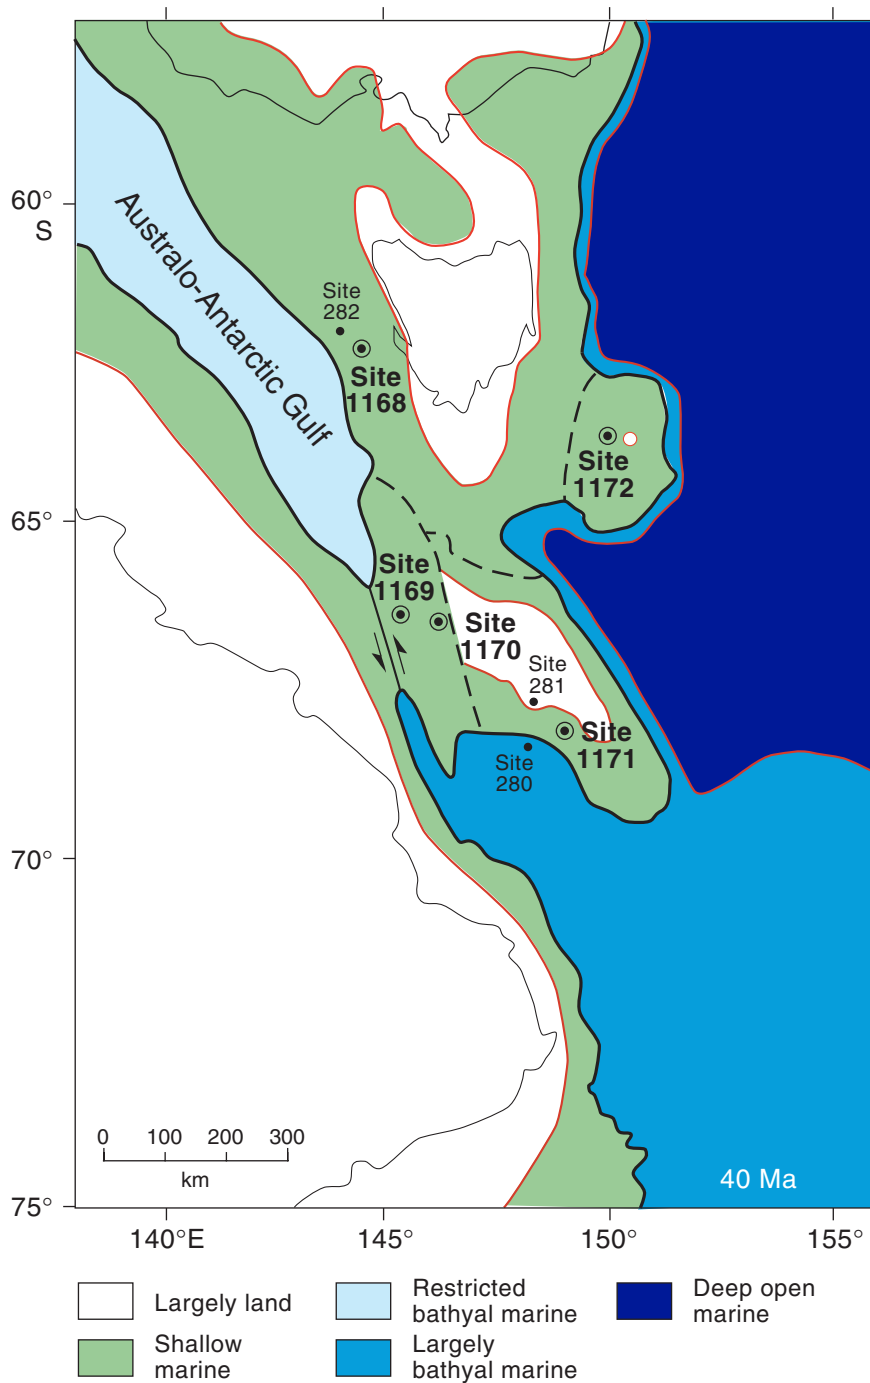 60°
S
65°
70°
75°
Australo-Antarctic Gulf
Site
282
Site
1168
Site
1172
Site
1169
Site
1170
Site
281
Site
1171
Site
280
0 100 200 300
km
40 Ma
140°E 145° 150° 155°
Largely land
Shallow
marine
Restricted
bathyal marine
Largely
bathyal marine
Deep open
marine